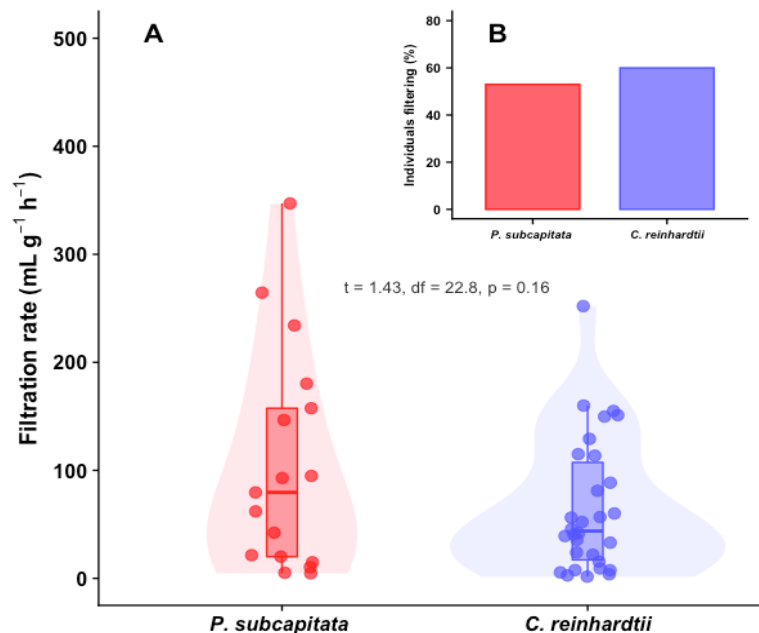 A
B
Filtration rate (mL g⁻¹ h⁻¹)
500
400
300
200
100
0
Individuals filtering (%)
80
60
40
20
0
P. subcapitata
C. reinhardtii
t = 1.43, df = 22.8, p = 0.16
P. subcapitata
C. reinhardtii